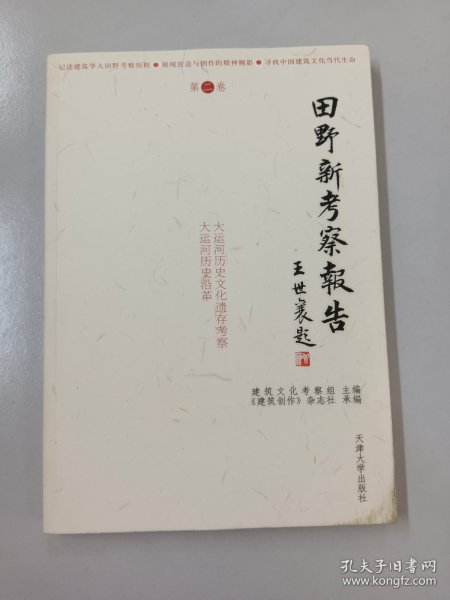 记述建筑学人田野考察历程 ● 展现营造与创作的精神侧影 ● 寻找中国建筑文化当代生命
第二卷
田野新考察報告
王世襄題
大运河历史文化遗存考察
大运河历史沿革
建筑文化考察组 主编
《建筑创作》杂志社 承编
天津大学出版社
孔夫子旧书网
www.kongfz.com